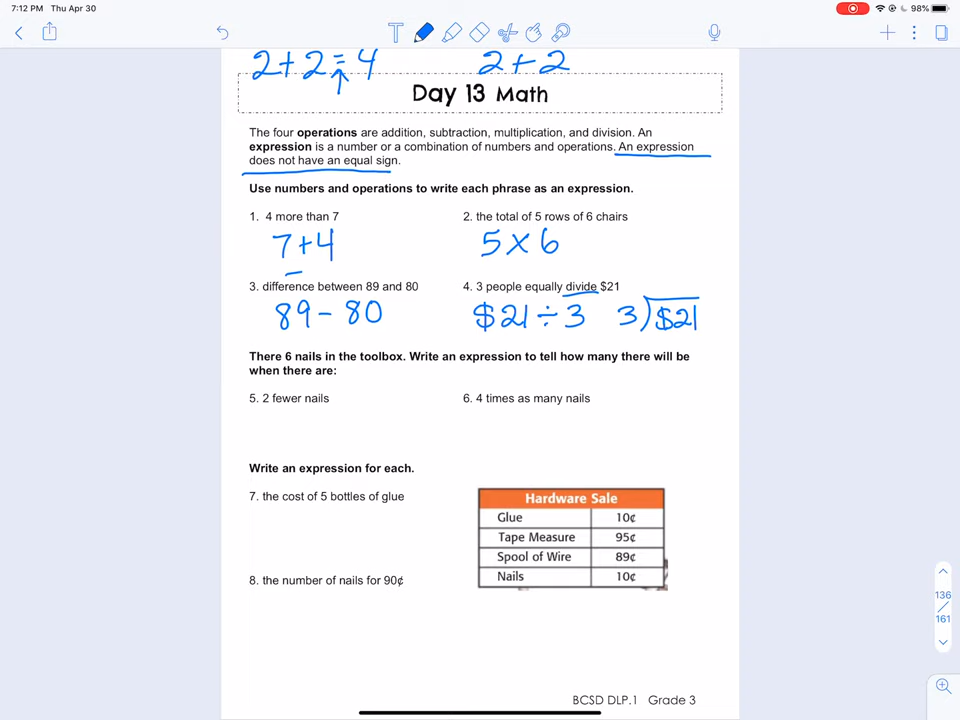 7:12 PM Thu Apr 30
98%
T
2+2=4 2+2
Day 13 Math
The four operations are addition, subtraction, multiplication, and division. An
expression is a number or a combination of numbers and operations. An expression
does not have an equal sign.
Use numbers and operations to write each phrase as an expression.
1. 4 more than 7
7+4
2. the total of 5 rows of 6 chairs
5 × 6
3. difference between 89 and 80
89 - 80
4. 3 people equally divide $21
$21 ÷ 3 3)$21
There 6 nails in the toolbox. Write an expression to tell how many there will be
when there are:
5. 2 fewer nails
6. 4 times as many nails
Write an expression for each.
7. the cost of 5 bottles of glue
Hardware Sale
Glue 10¢
Tape Measure 95¢
Spool of Wire 89¢
Nails 10¢
8. the number of nails for 90¢
136
/
161
BCSD DLP.1 Grade 3